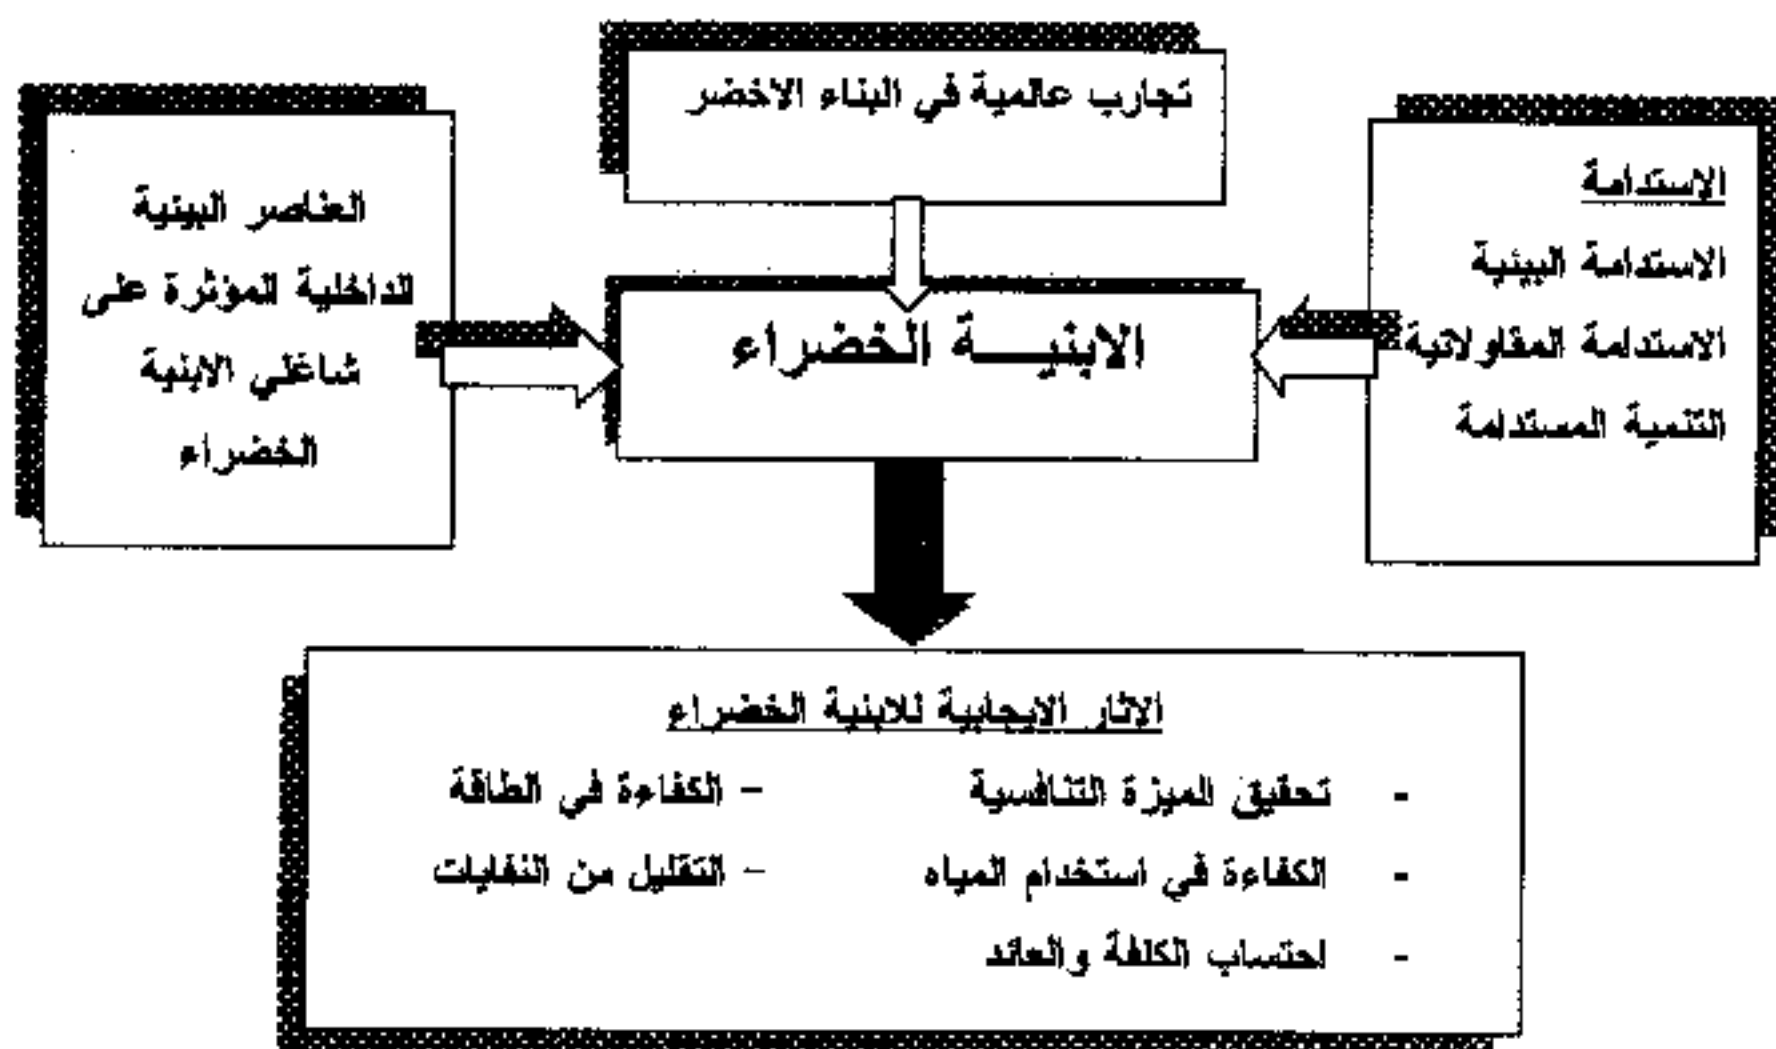 تجارب عالمية في البناء الاخضر
الاستدامة
الاستدامة البيئية
الاستدامة المقاولاتية
التنمية المستدامة
الابنيـــة الخضراء
العناصر البيئية
الداخلية المؤثرة على
شاغلي الابنية
الخضراء
الاثار الايجابية للابنية الخضراء
- تحقيق الميزة التنافسية - الكفاءة في الطاقة
- الكفاءة في استخدام المياه - التقليل من النفايات
- احتساب الكلفة والعائد